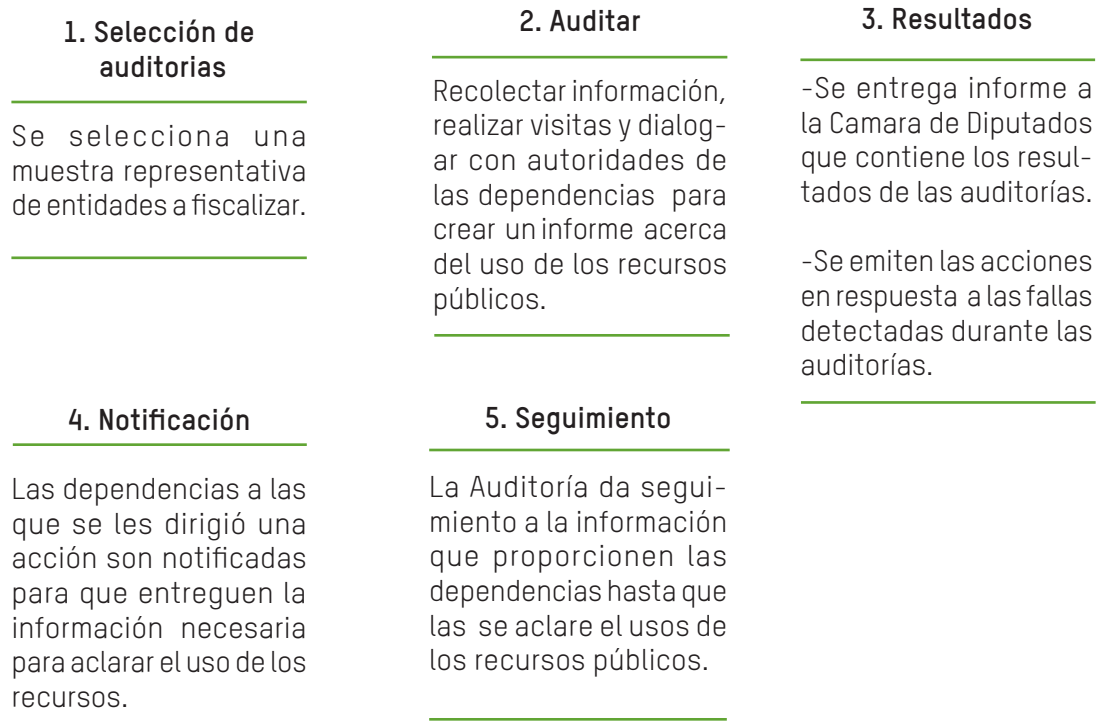 1. Selección de
auditorias
Se selecciona una
muestra representativa
de entidades a fiscalizar.
2. Auditar
Recolectar información,
realizar visitas y dialog-
ar con autoridades de
las dependencias para
crear un informe acerca
del uso de los recursos
públicos.
3. Resultados
-Se entrega informe a
la Camara de Diputados
que contiene los resul-
tados de las auditorías.
-Se emiten las acciones
en respuesta a las fallas
detectadas durante las
auditorías.
4. Notificación
Las dependencias a las
que se les dirigió una
acción son notificadas
para que entreguen la
información necesaria
para aclarar el uso de los
recursos.
5. Seguimiento
La Auditoría da segui-
miento a la información
que proporcionen las
dependencias hasta que
las se aclare el usos de
los recursos públicos.